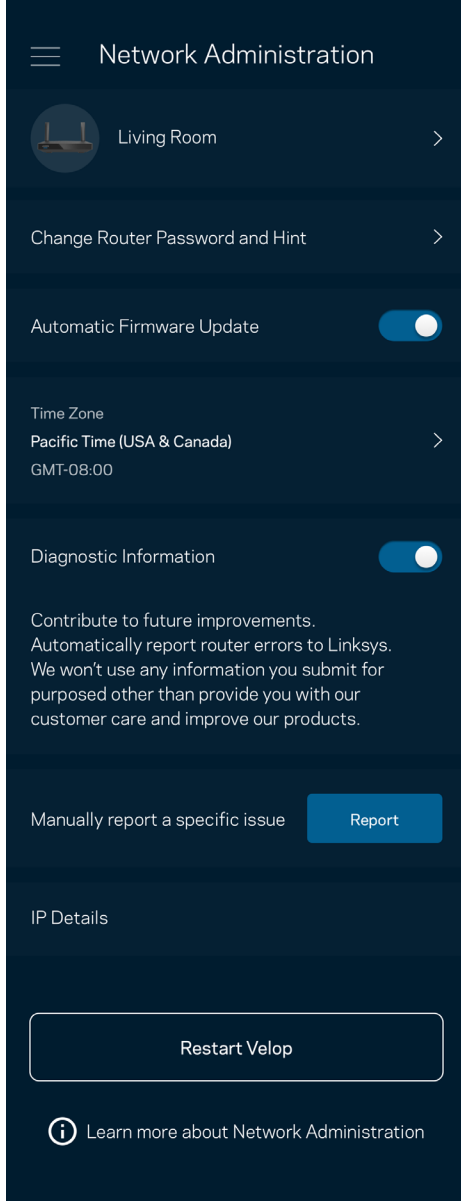 Network Administration
Living Room
Change Router Password and Hint
Automatic Firmware Update
Time Zone
Pacific Time (USA & Canada)
GMT-08:00
Diagnostic Information
Contribute to future improvements.
Automatically report router errors to Linksys.
We won't use any information you submit for
purposed other than provide you with our
customer care and improve our products.
Manually report a specific issue
Report
IP Details
Restart Velop
Learn more about Network Administration